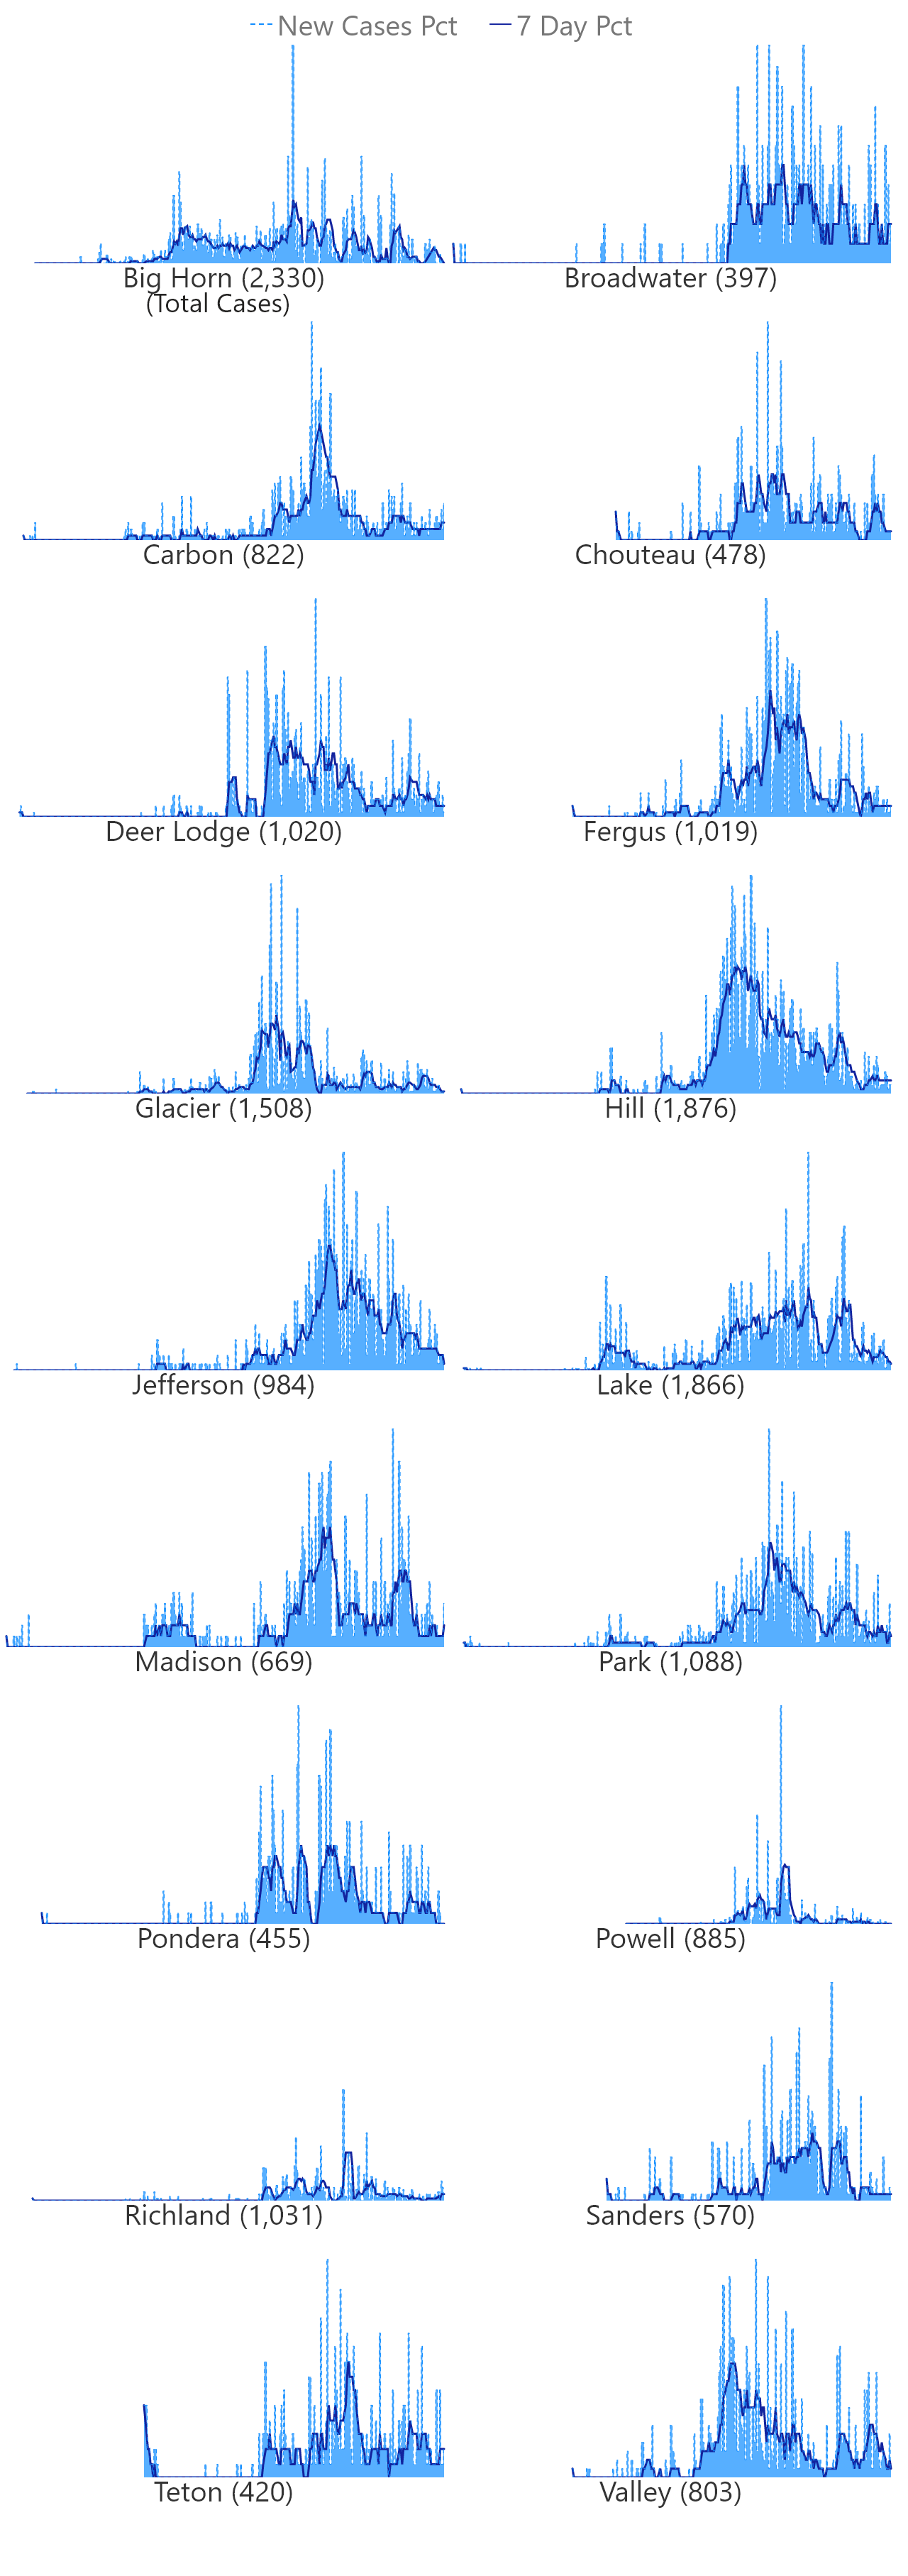 New Cases Pct 7 Day Pct
Big Horn (2,330) Broadwater (397)
(Total Cases)
Carbon (822) Chouteau (478)
Deer Lodge (1,020) Fergus (1,019)
Glacier (1,508) Hill (1,876)
Jefferson (984) Lake (1,866)
Madison (669) Park (1,088)
Pondera (455) Powell (885)
Richland (1,031) Sanders (570)
Teton (420) Valley (803)